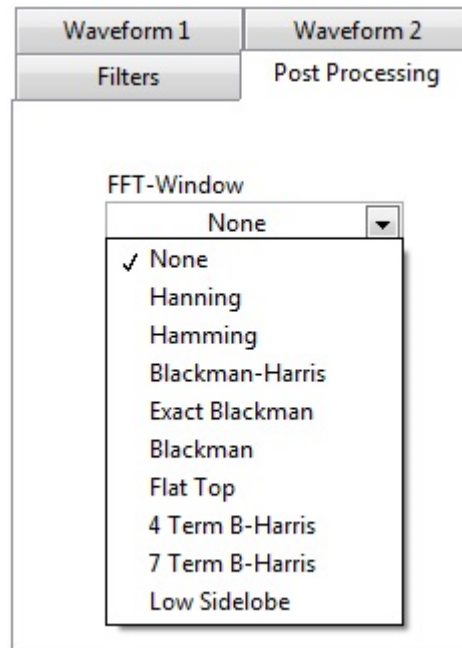 Waveform 1
Waveform 2
Filters
Post Processing
FFT-Window
None
None
Hanning
Hamming
Blackman-Harris
Exact Blackman
Blackman
Flat Top
4 Term B-Harris
7 Term B-Harris
Low Sidelobe